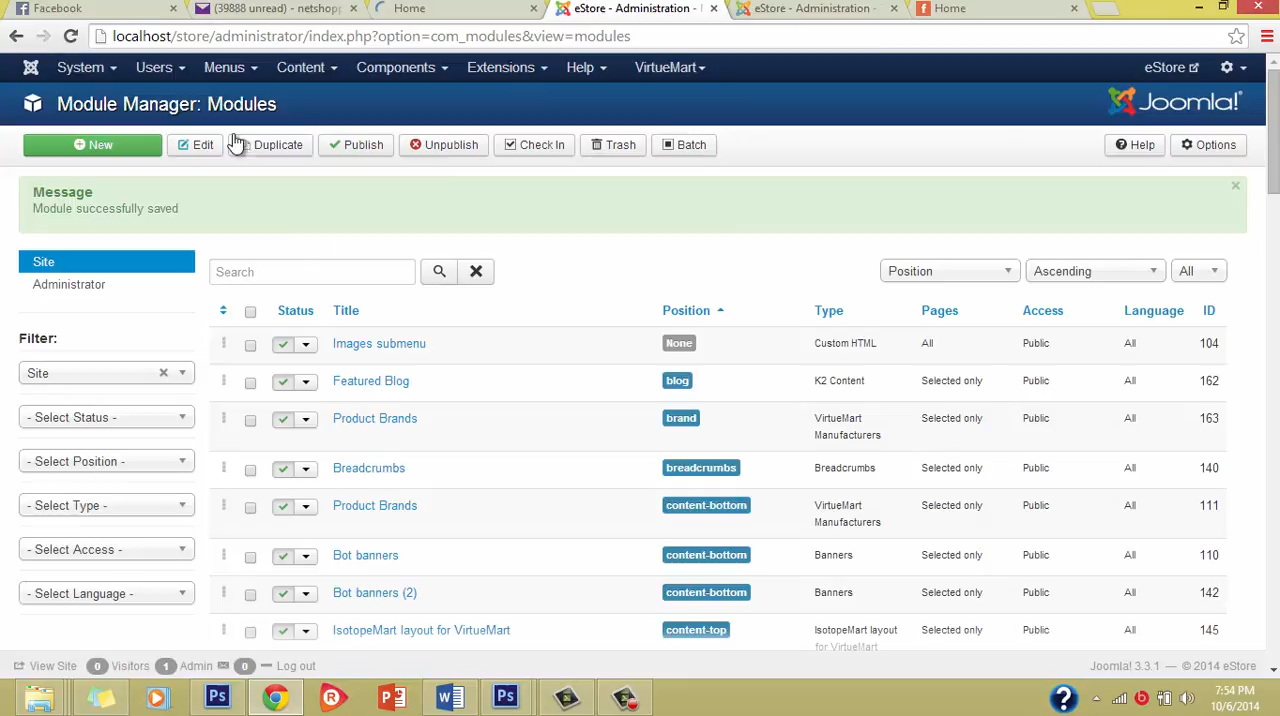 Facebook
(39888 unread) - netshopp
Home
eStore - Administration -
eStore - Administration -
Home
localhost/store/administrator/index.php?option=com_modules&view=modules
System Users Menus Content Components Extensions Help VirtueMart eStore
Module Manager: Modules
Joomla!
New Edit Duplicate Publish Unpublish Check In Trash Batch Help Options
Message
Module successfully saved
Site
Administrator
Filter:
Site
- Select Status -
- Select Position -
- Select Type -
- Select Access -
- Select Language -
Search Position Ascending All
Status Title Position Type Pages Access Language ID
Images submenu None Custom HTML All Public All 104
Featured Blog blog K2 Content Selected only Public All 162
Product Brands brand VirtueMart Manufacturers Selected only Public All 163
Breadcrumbs breadcrumbs Breadcrumbs Selected only Public All 140
Product Brands content-bottom VirtueMart Manufacturers Selected only Public All 111
Bot banners content-bottom Banners Selected only Public All 110
Bot banners (2) content-bottom Banners Selected only Public All 142
IsotopeMart layout for VirtueMart content-top IsotopeMart layout for VirtueMart Selected only Public All 145
View Site 0 Visitors 1 Admin 0 Log out Joomla! 3.3.1 — © 2014 eStore
7:54 PM
10/6/2014